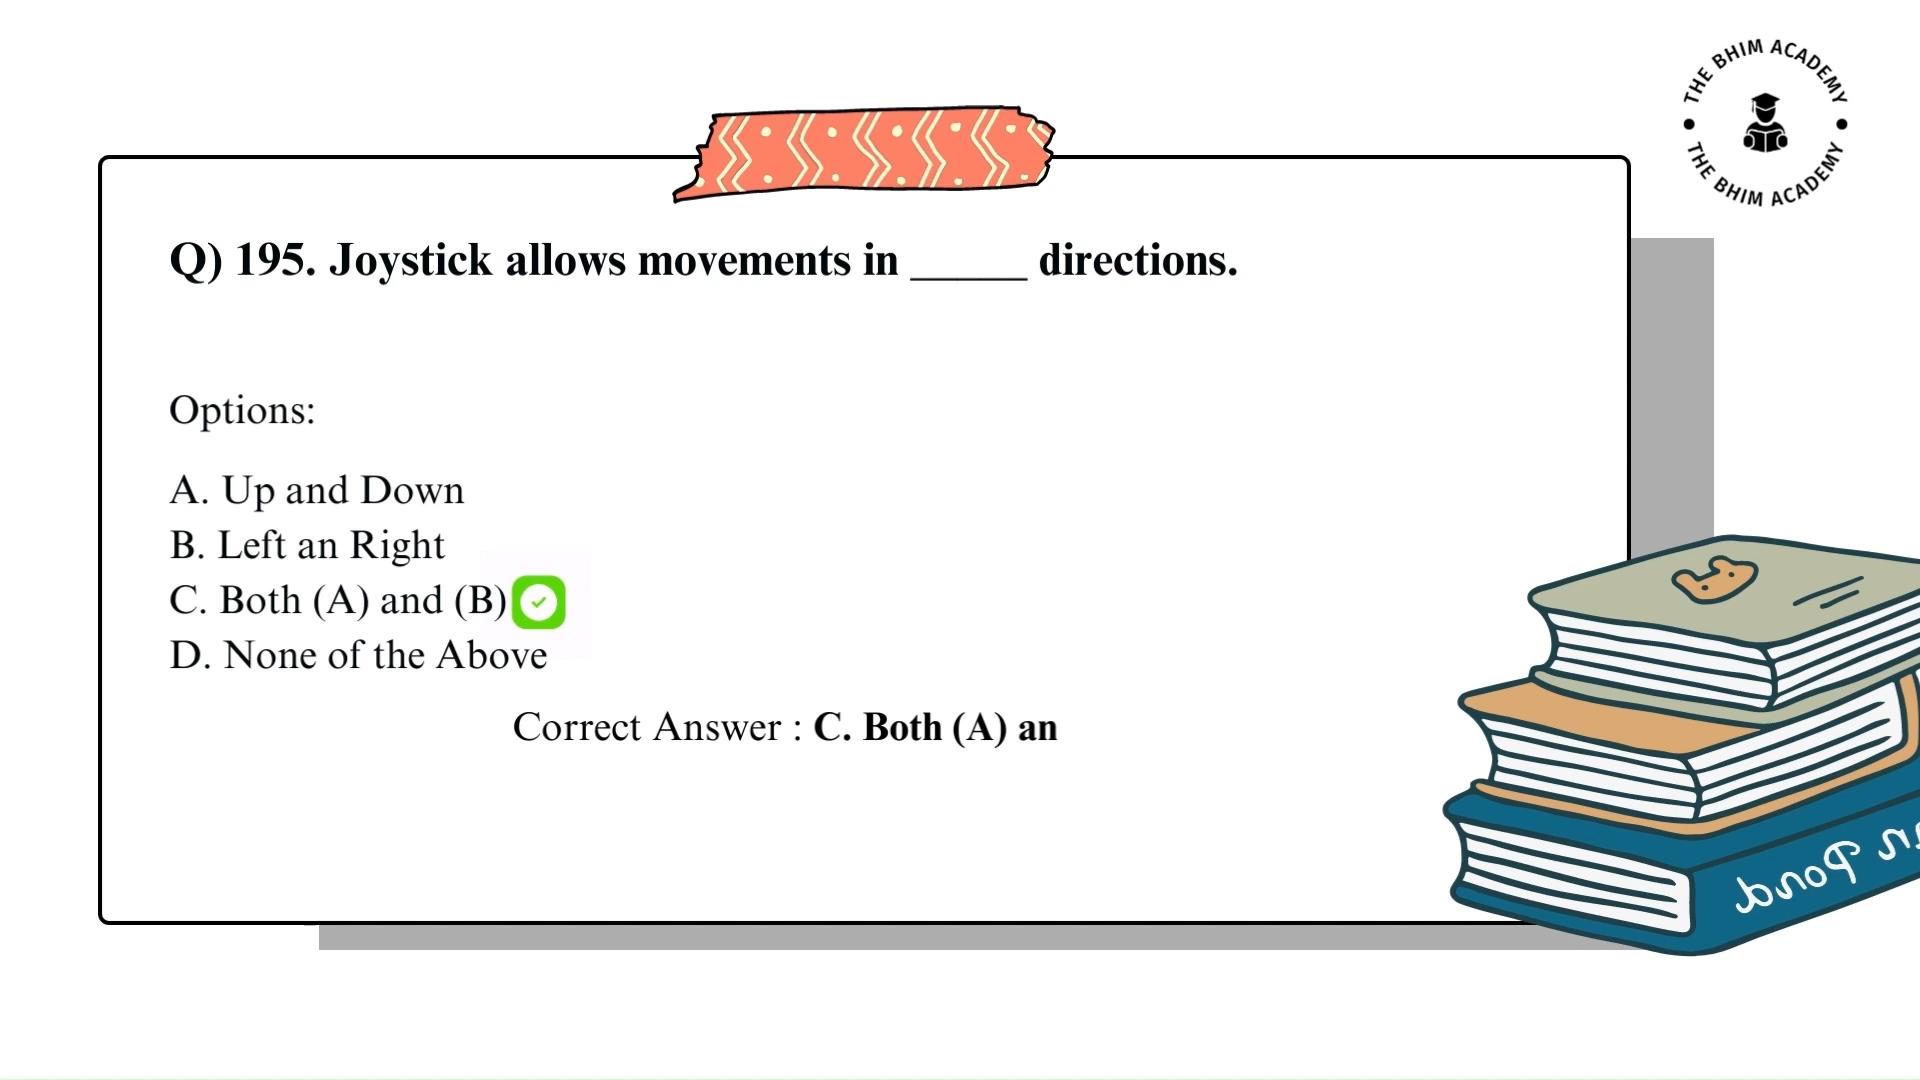 THE BHIM ACADEMY
THE BHIM ACADEMY
Q) 195. Joystick allows movements in _____ directions.
Options:
A. Up and Down
B. Left an Right
C. Both (A) and (B)
D. None of the Above
Correct Answer : C. Both (A) an